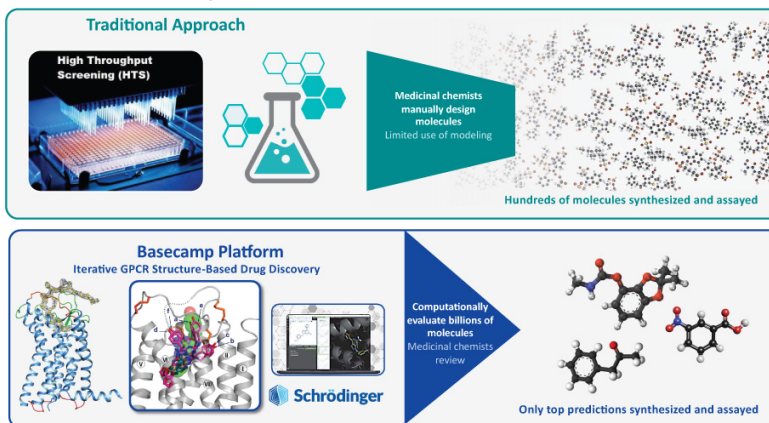 Traditional Approach
High Throughput
Screening (HTS)
Medicinal chemists
manually design
molecules
Limited use of modeling
Hundreds of molecules synthesized and assayed
Basecamp Platform
Iterative GPCR Structure-Based Drug Discovery
Computationally
evaluate billions of
molecules
Medicinal chemists
review
Schrödinger
Only top predictions synthesized and assayed